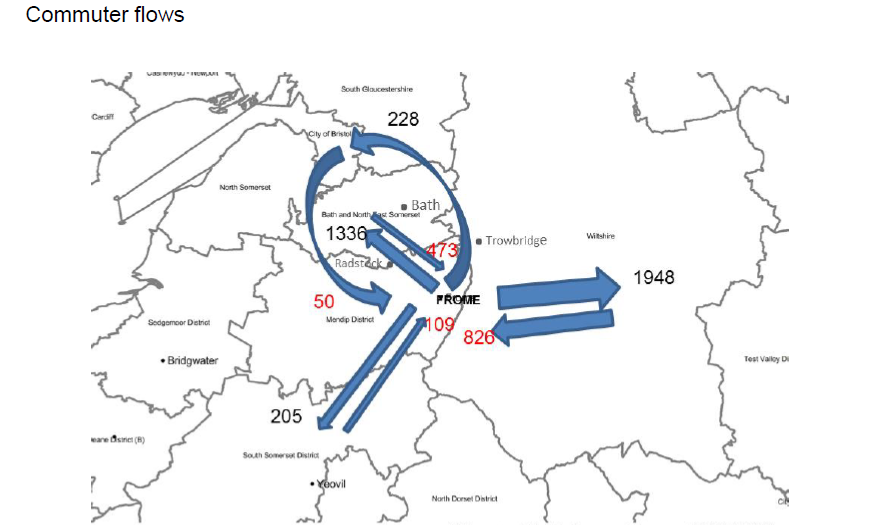 Commuter flows
South Gloucestershire
Cardiff
228
City of Bristol
North Somerset
Bath
Bath and North East Somerset
1336
Trowbridge
Wiltshire
473
Radstock
1948
50
FROME
Mendip District
109
Sedgemoor District
826
Bridgwater
Test Valley Di
205
eane District (B)
South Somerset District
Yeovil
North Dorset District